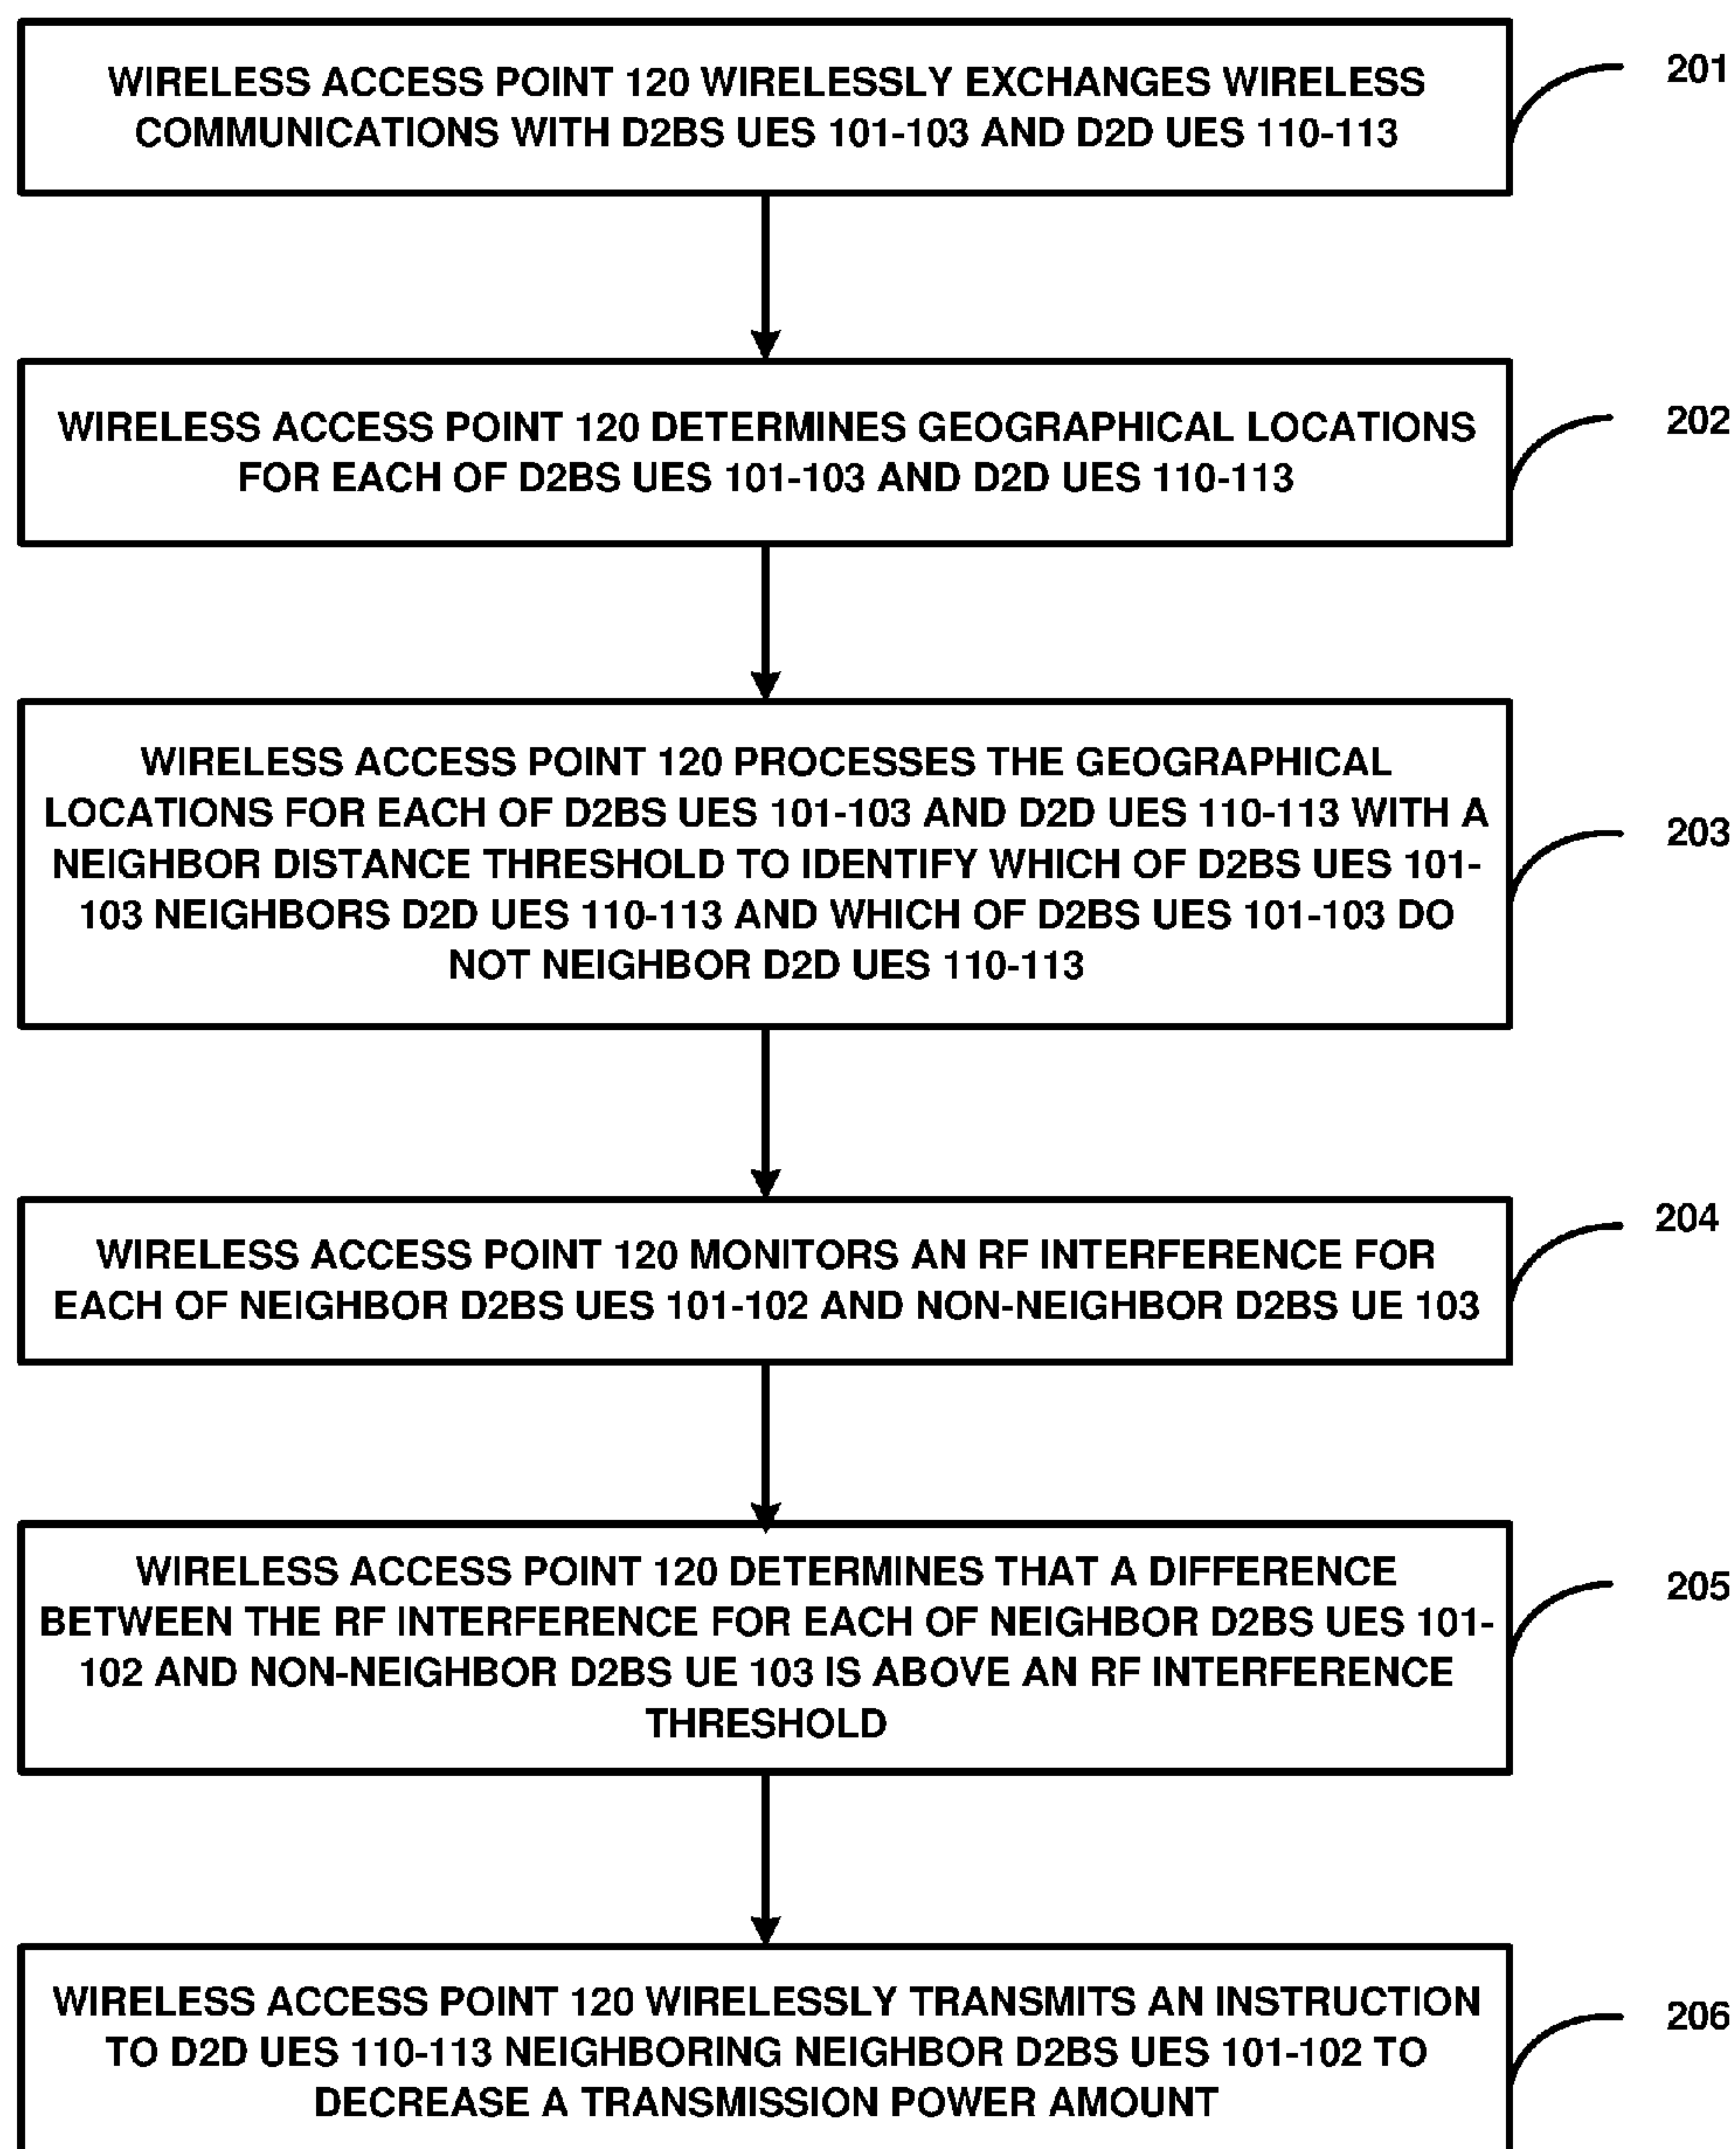 WIRELESS ACCESS POINT 120 WIRELESSLY EXCHANGES WIRELESS
COMMUNICATIONS WITH D2BS UES 101-103 AND D2D UES 110-113
201
WIRELESS ACCESS POINT 120 DETERMINES GEOGRAPHICAL LOCATIONS
FOR EACH OF D2BS UES 101-103 AND D2D UES 110-113
202
WIRELESS ACCESS POINT 120 PROCESSES THE GEOGRAPHICAL
LOCATIONS FOR EACH OF D2BS UES 101-103 AND D2D UES 110-113 WITH A
NEIGHBOR DISTANCE THRESHOLD TO IDENTIFY WHICH OF D2BS UES 101-
103 NEIGHBORS D2D UES 110-113 AND WHICH OF D2BS UES 101-103 DO
NOT NEIGHBOR D2D UES 110-113
203
WIRELESS ACCESS POINT 120 MONITORS AN RF INTERFERENCE FOR
EACH OF NEIGHBOR D2BS UES 101-102 AND NON-NEIGHBOR D2BS UE 103
204
WIRELESS ACCESS POINT 120 DETERMINES THAT A DIFFERENCE
BETWEEN THE RF INTERFERENCE FOR EACH OF NEIGHBOR D2BS UES 101-
102 AND NON-NEIGHBOR D2BS UE 103 IS ABOVE AN RF INTERFERENCE
THRESHOLD
205
WIRELESS ACCESS POINT 120 WIRELESSLY TRANSMITS AN INSTRUCTION
TO D2D UES 110-113 NEIGHBORING NEIGHBOR D2BS UES 101-102 TO
DECREASE A TRANSMISSION POWER AMOUNT
206